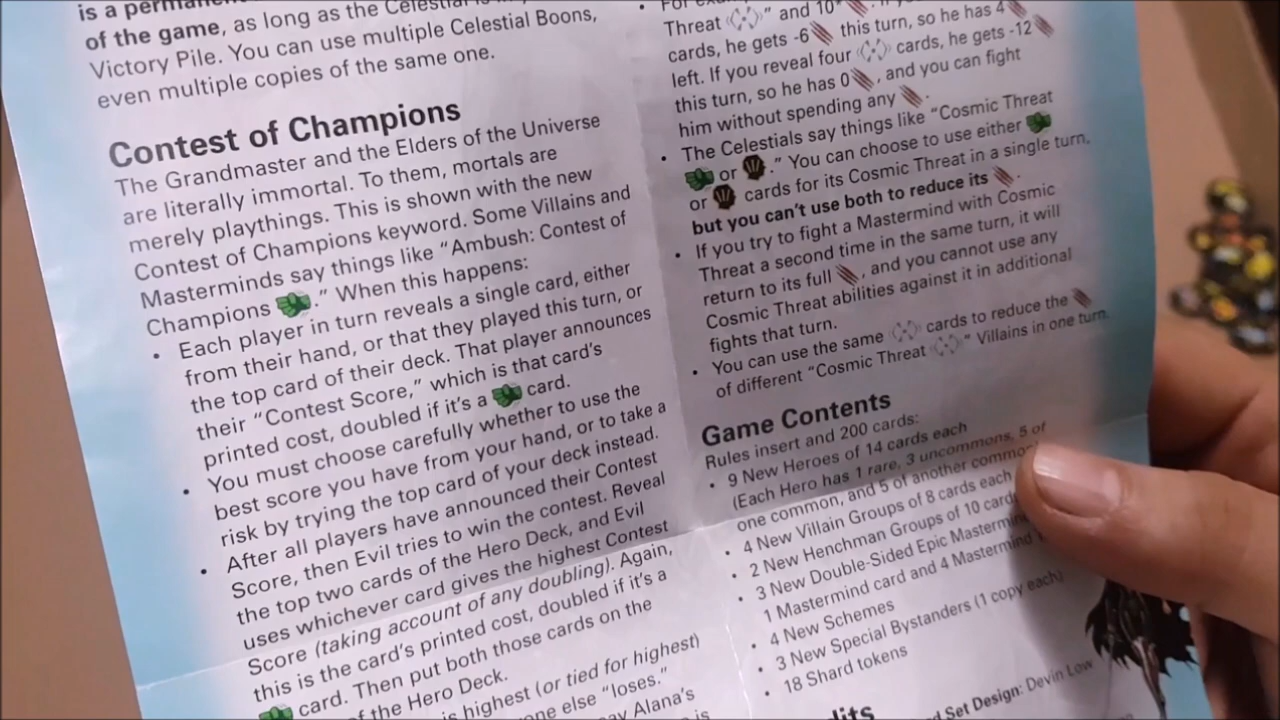 is a perman
of the game, as long as the Celestial is
Victory Pile. You can use multiple Celestial Boons,
even multiple copies of the same one.
Contest of Champions
The Grandmaster and the Elders of the Universe
are literally immortal. To them, mortals are
merely playthings. This is shown with the new
Contest of Champions keyword. Some Villains and
Masterminds say things like "Ambush: Contest of
Champions ." When this happens:
• Each player in turn reveals a single card, either
from their hand, or that they played this turn, or
the top card of their deck. That player announces
their "Contest Score," which is that card's
printed cost, doubled if it's a card.
• You must choose carefully whether to use the
best score you have from your hand, or to take a
risk by trying the top card of your deck instead.
• After all players have announced their Contest
Score, then Evil tries to win the contest. Reveal
the top two cards of the Hero Deck, and Evil
uses whichever card gives the highest Contest
Score (taking account of any doubling). Again,
this is the card's printed cost, doubled if it's a
card. Then put both those cards on the
of the Hero Deck.
is highest (or tied for highest)
one else "loses."
ay Alana's
is
Threat " and 10
cards, he gets -6 this turn, so he has 4
left. If you reveal four cards, he gets -12
this turn, so he has 0 , and you can fight
him without spending any .
• The Celestials say things like "Cosmic Threat
or ." You can choose to use either
or cards for its Cosmic Threat in a single turn,
but you can't use both to reduce its .
• If you try to fight a Mastermind with Cosmic
Threat a second time in the same turn, it will
return to its full , and you cannot use any
Cosmic Threat abilities against it in additional
fights that turn.
• You can use the same cards to reduce the
of different "Cosmic Threat " Villains in one turn.
Game Contents
Rules insert and 200 cards:
• 9 New Heroes of 14 cards each
(Each Hero has 1 rare, 3 uncommons, 5 of
one common, and 5 of another common
• 4 New Villain Groups of 8 cards each
• 2 New Henchman Groups of 10 cards
• 3 New Double-Sided Epic Mastermin
1 Mastermind card and 4 Mastermind
• 4 New Schemes
• 3 New Special Bystanders (1 copy each)
• 18 Shard tokens
dits
d Set Design: Devin Low